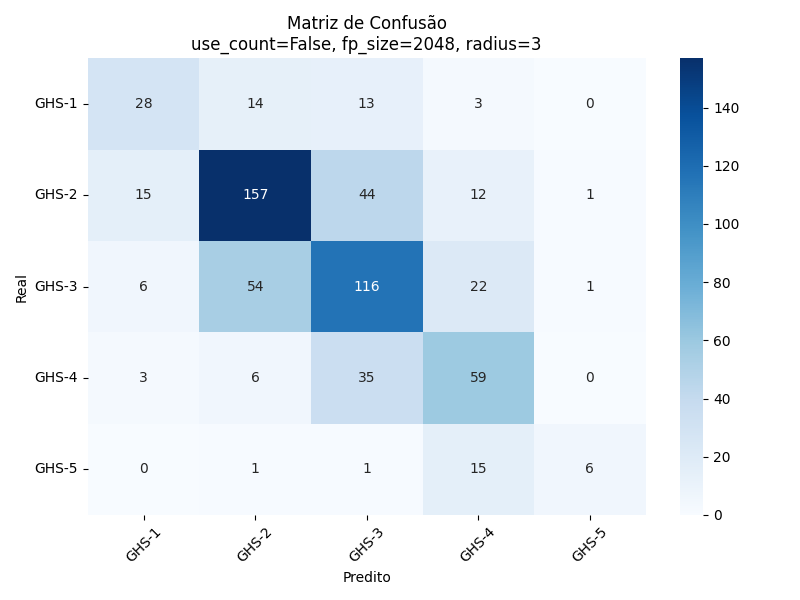 Matriz de Confusão
use_count=False, fp_size=2048, radius=3
GHS-1 28 14 13 3 0
GHS-2 15 157 44 12 1
GHS-3 6 54 116 22 1
GHS-4 3 6 35 59 0
GHS-5 0 1 1 15 6
GHS-1 GHS-2 GHS-3 GHS-4 GHS-5
Predito
Real
140
120
100
80
60
40
20
0